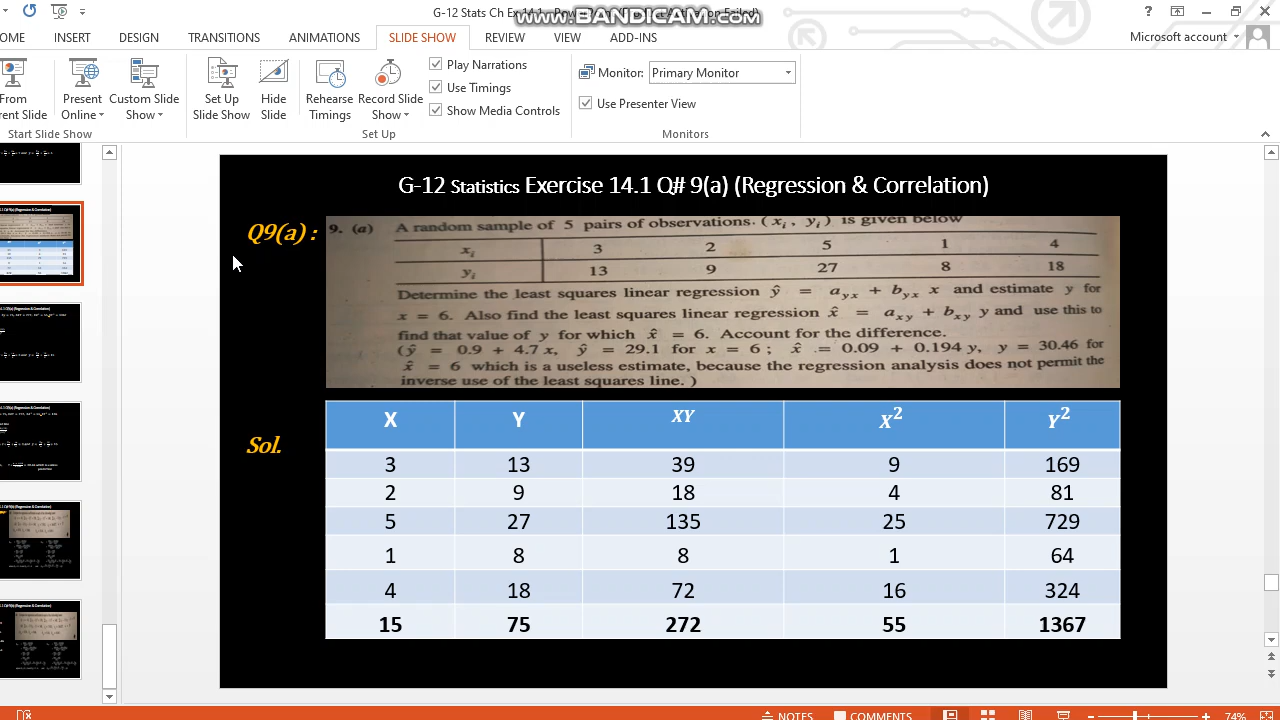 G-12 Stats Ch Ex 14.1
www.BANDICAM.com
OME INSERT DESIGN TRANSITIONS ANIMATIONS SLIDE SHOW REVIEW VIEW ADD-INS Microsoft account
From
rent Slide
Present
Online
Custom Slide
Show
Set Up
Slide Show
Hide
Slide
Rehearse
Timings
Record Slide
Show
Play Narrations
Use Timings
Show Media Controls
Monitor: Primary Monitor
Use Presenter View
Start Slide Show Set Up Monitors
G-12 Statistics Exercise 14.1 Q# 9(a) (Regression & Correlation)
Q9(a) :
9. (a) A random sample of 5 pairs of observations. ( xᵢ , yᵢ ) is given below
xᵢ 3 2 5 1 4
yᵢ 13 9 27 8 18
Determine the least squares linear regression ŷ = a_yx + b_yx x and estimate y for
x = 6. Also find the least squares linear regression x̂ = a_xy + b_xy y and use this to
find that value of y for which x̂ = 6. Account for the difference.
(ŷ = 0.9 + 4.7 x, ŷ = 29.1 for x = 6 ; x̂ .= 0.09 + 0.194 y, y = 30.46 for
x̂ = 6 which is a useless estimate, because the regression analysis does not permit the
inverse use of the least squares line. )
Sol.
X Y XY X² Y²
3 13 39 9 169
2 9 18 4 81
5 27 135 25 729
1 8 8 1 64
4 18 72 16 324
15 75 272 55 1367
NOTES COMMENTS 74%